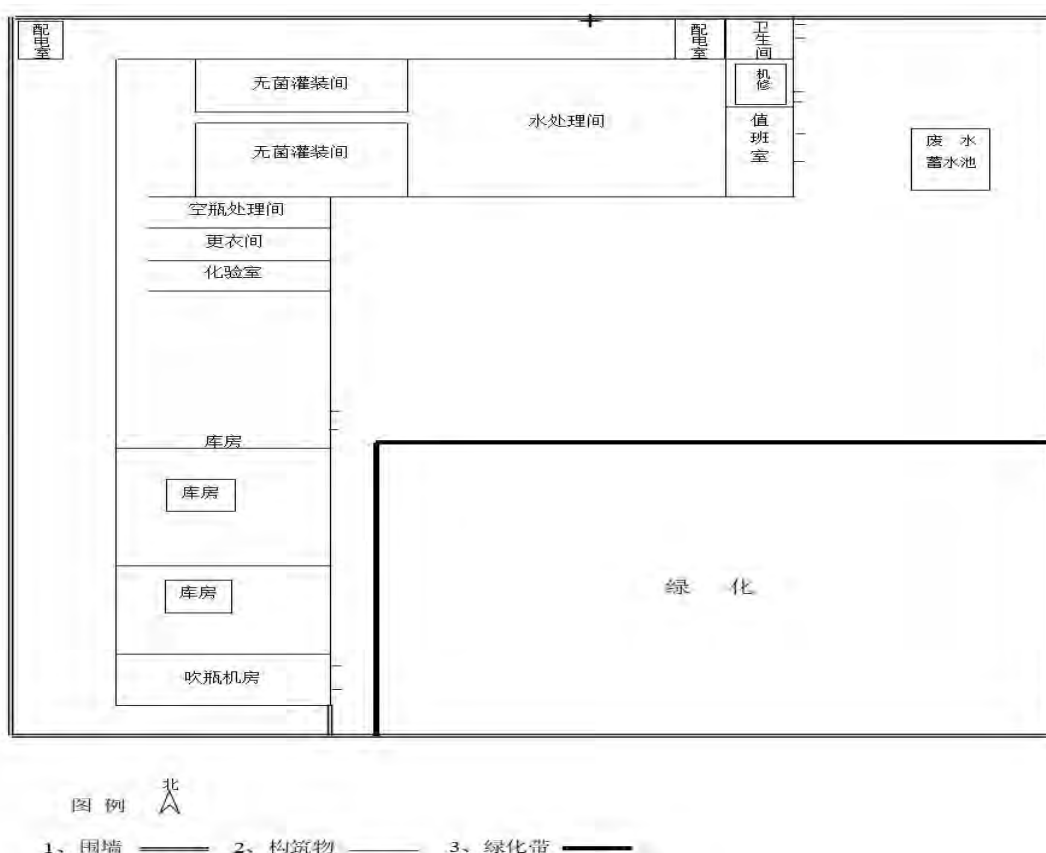 配电室
配电室
卫生间
无菌灌装间
机修
水处理间
值班室
废 水
蓄水池
无菌灌装间
空瓶处理间
更衣间
化验室
库房
库房
绿 化
库房
吹瓶机房
北
图 例
1、围墙 2、构筑物 3、绿化带